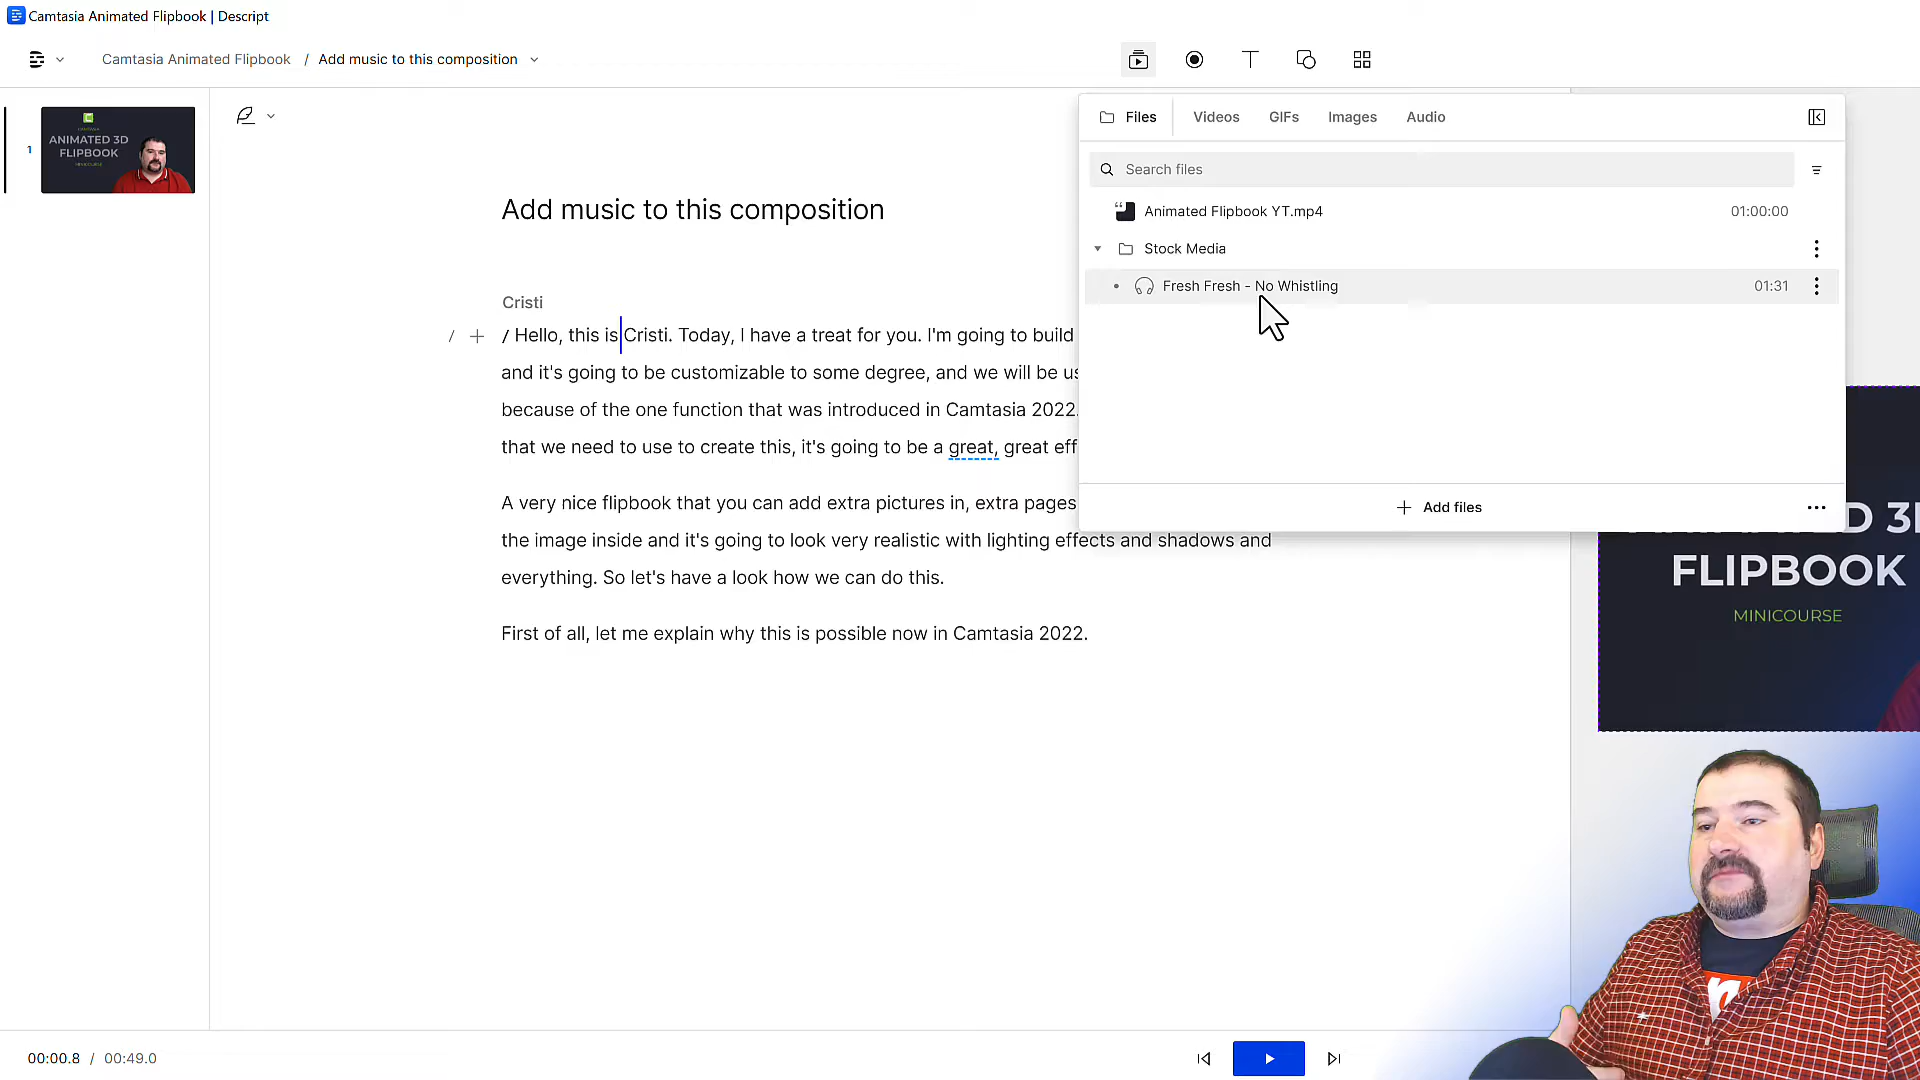 Camtasia Animated Flipbook | Descript
Camtasia Animated Flipbook / Add music to this composition
Files Videos GIFs Images Audio
Search files
Animated Flipbook YT.mp4 01:00:00
Stock Media
Fresh Fresh - No Whistling 01:31
+ Add files
1
ANIMATED 3D
FLIPBOOK
Add music to this composition
Cristi
/ + / Hello, this is Cristi. Today, I have a treat for you. I'm going to build
and it's going to be customizable to some degree, and we will be us
because of the one function that was introduced in Camtasia 2022.
that we need to use to create this, it's going to be a great, great eff
A very nice flipbook that you can add extra pictures in, extra pages
the image inside and it's going to look very realistic with lighting effects and shadows and
everything. So let's have a look how we can do this.
First of all, let me explain why this is possible now in Camtasia 2022.
D 3
FLIPBOOK
MINICOURSE
00:00.8 / 00:49.0